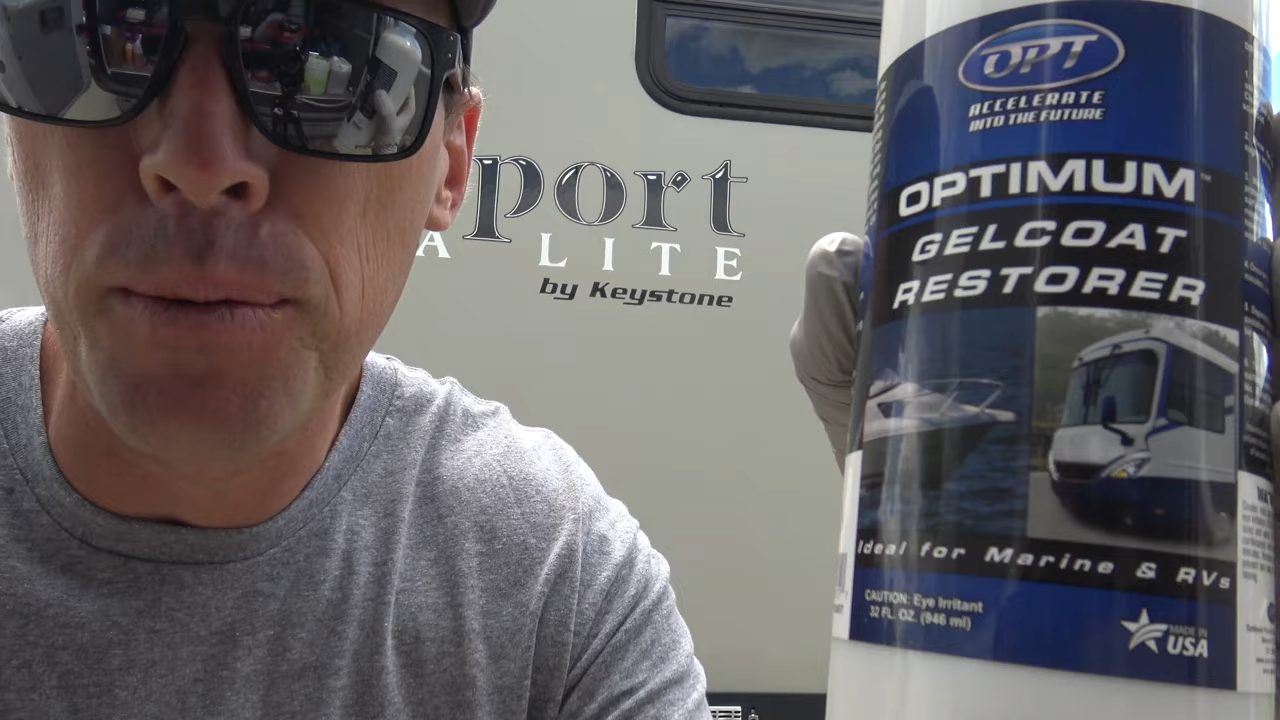 port
A LITE
by Keystone
OPT
ACCELERATE
INTO THE FUTURE
OPTIMUM™
GELCOAT
RESTORER
Ideal for Marine & RVs
CAUTION: Eye Irritant
32 FL. OZ. (946 ml)
MADE IN
USA